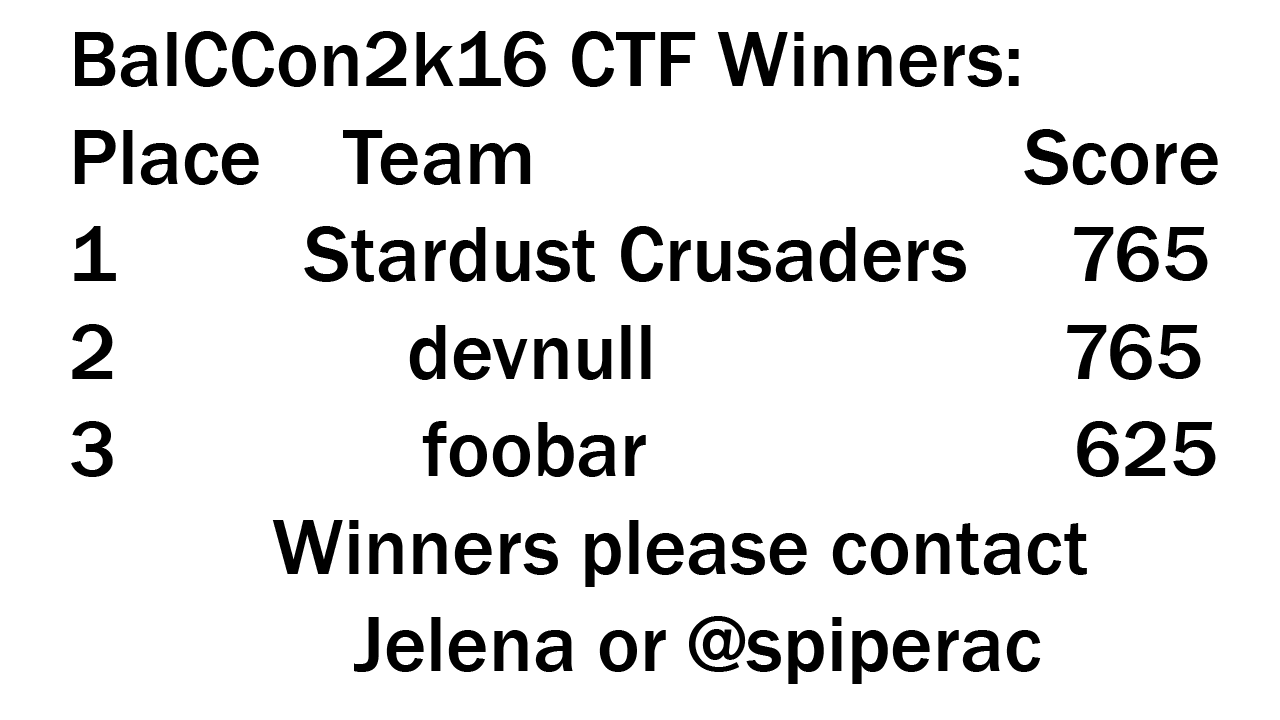 BalCCon2k16 CTF Winners:
Place Team Score
1 Stardust Crusaders 765
2 devnull 765
3 foobar 625
Winners please contact
Jelena or @spiperac